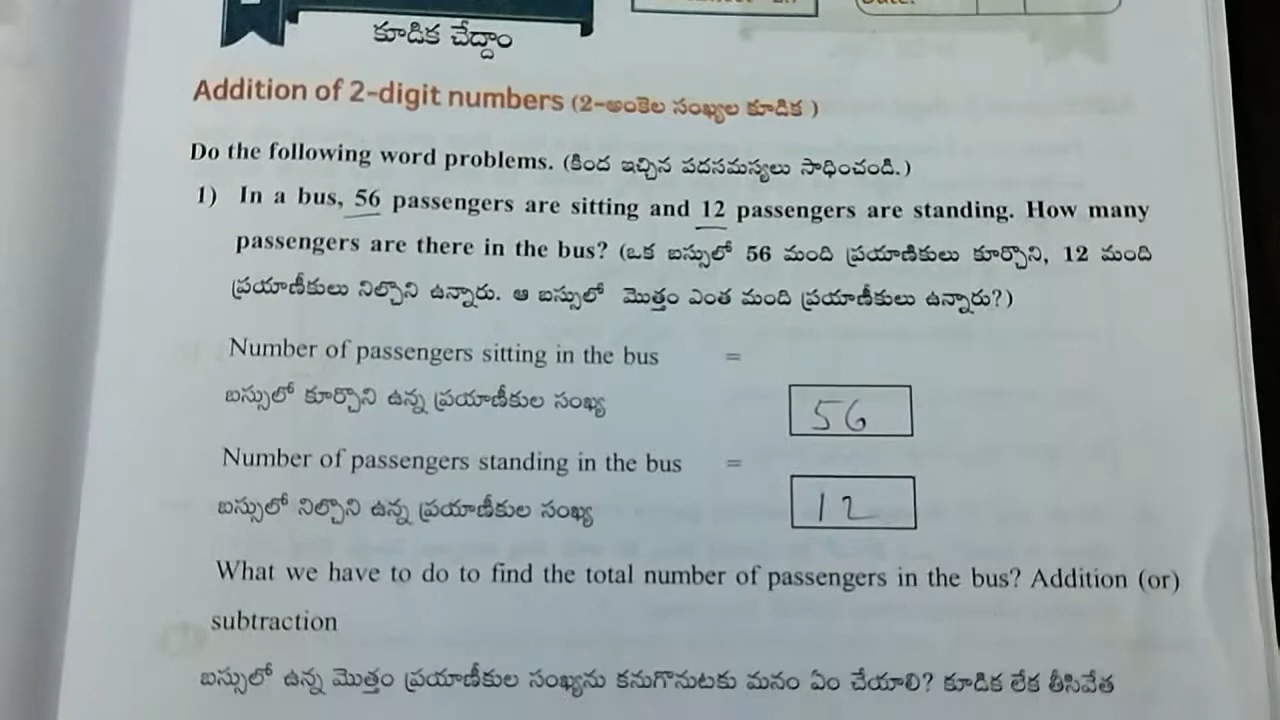 కూడిక చేద్దాం
Addition of 2-digit numbers (2-అంకెల సంఖ్యల కూడిక )
Do the following word problems. (కింద ఇచ్చిన పదసమస్యలు సాధించండి.)
1) In a bus, 56 passengers are sitting and 12 passengers are standing. How many
passengers are there in the bus? (ఒక బస్సులో 56 మంది ప్రయాణికులు కూర్చొని, 12 మంది
ప్రయాణీకులు నిల్చొని ఉన్నారు. ఆ బస్సులో మొత్తం ఎంత మంది ప్రయాణీకులు ఉన్నారు?)
Number of passengers sitting in the bus =
బస్సులో కూర్చొని ఉన్న ప్రయాణీకుల సంఖ్య
56
Number of passengers standing in the bus =
బస్సులో నిల్చొని ఉన్న ప్రయాణీకుల సంఖ్య
12
What we have to do to find the total number of passengers in the bus? Addition (or)
subtraction
బస్సులో ఉన్న మొత్తం ప్రయాణీకుల సంఖ్యను కనుగొనుటకు మనం ఏం చేయాలి? కూడిక లేక తీసివేత